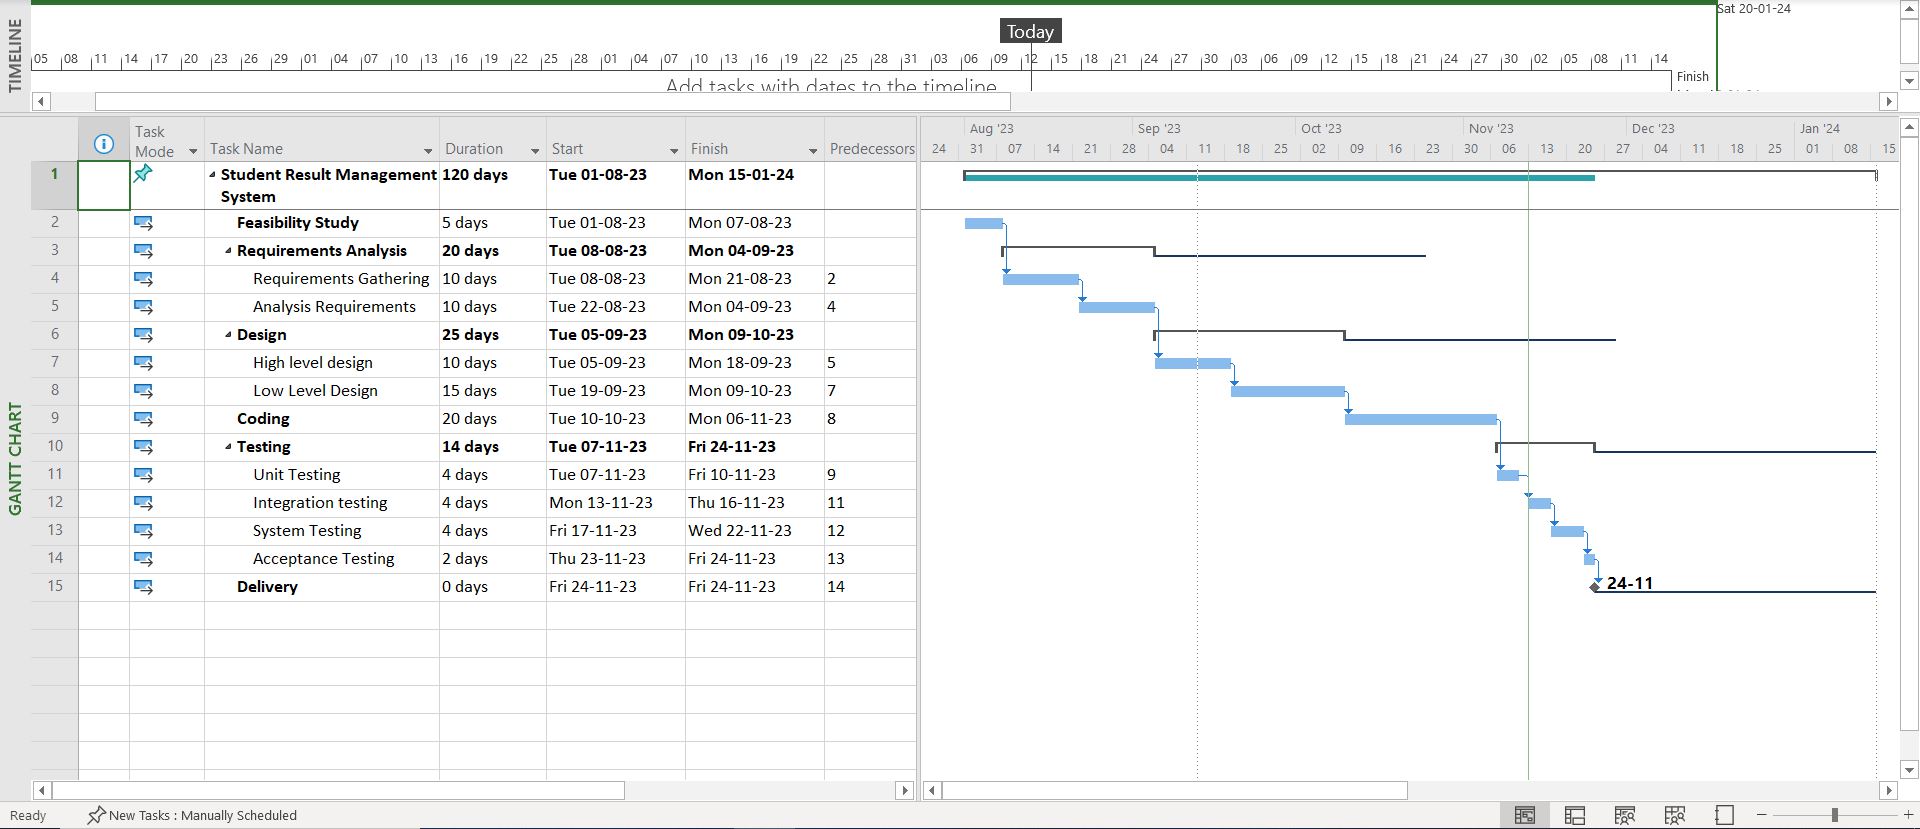 TIMELINE
Sat 20-01-24
Today
05 08 11 14 17 20 23 26 29 01 04 07 10 13 16 19 22 25 28 01 04 07 10 13 16 19 22 25 28 31 03 06 09 12 15 18 21 24 27 30 03 06 09 12 15 18 21 24 27 30 02 05 08 11 14
Add tasks with dates to the timeline
Finish
GANTT CHART
Task Mode Task Name Duration Start Finish Predecessors
Aug '23 Sep '23 Oct '23 Nov '23 Dec '23 Jan '24
24 31 07 14 21 28 04 11 18 25 02 09 16 23 30 06 13 20 27 04 11 18 25 01 08 15
1 Student Result Management System 120 days Tue 01-08-23 Mon 15-01-24
2 Feasibility Study 5 days Tue 01-08-23 Mon 07-08-23
3 Requirements Analysis 20 days Tue 08-08-23 Mon 04-09-23
4 Requirements Gathering 10 days Tue 08-08-23 Mon 21-08-23 2
5 Analysis Requirements 10 days Tue 22-08-23 Mon 04-09-23 4
6 Design 25 days Tue 05-09-23 Mon 09-10-23
7 High level design 10 days Tue 05-09-23 Mon 18-09-23 5
8 Low Level Design 15 days Tue 19-09-23 Mon 09-10-23 7
9 Coding 20 days Tue 10-10-23 Mon 06-11-23 8
10 Testing 14 days Tue 07-11-23 Fri 24-11-23
11 Unit Testing 4 days Tue 07-11-23 Fri 10-11-23 9
12 Integration testing 4 days Mon 13-11-23 Thu 16-11-23 11
13 System Testing 4 days Fri 17-11-23 Wed 22-11-23 12
14 Acceptance Testing 2 days Thu 23-11-23 Fri 24-11-23 13
15 Delivery 0 days Fri 24-11-23 Fri 24-11-23 14
24-11
Ready New Tasks : Manually Scheduled